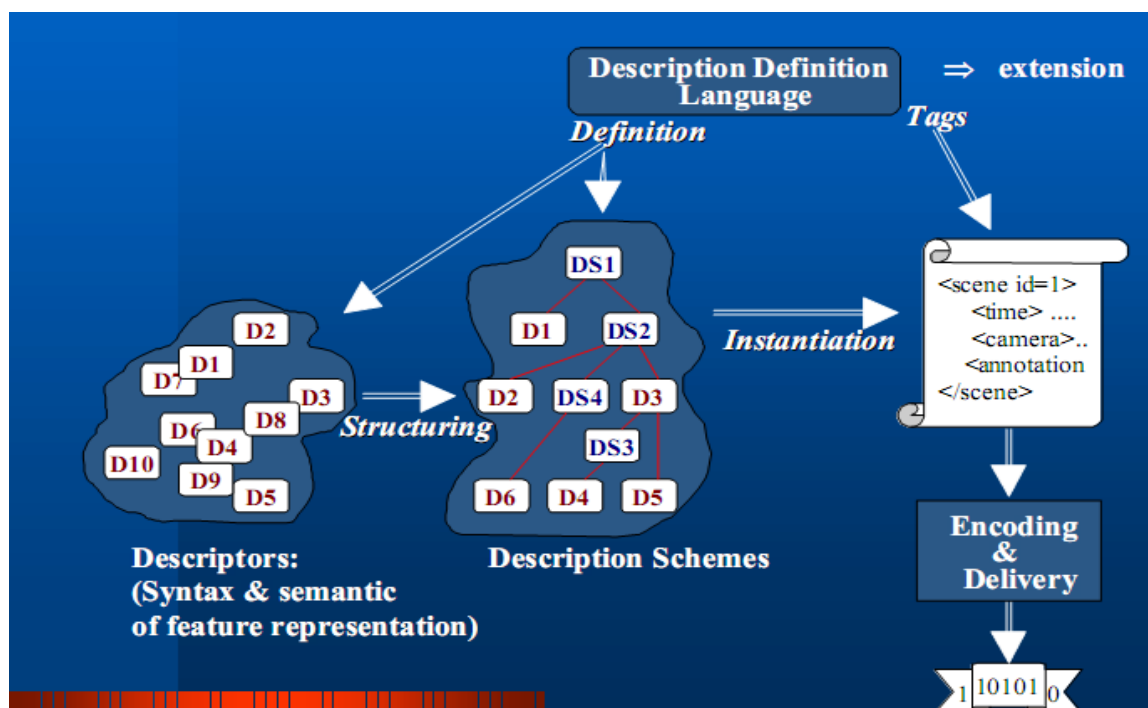 Description Definition
Language
⇒ extension
Definition
Tags
DS1
D1
DS2
D2
DS4
D3
DS3
D6
D4
D5
D2
D1
D7
D3
D8
D6
D4
D10
D9
D5
Structuring
Instantiation
<scene id=1>
<time> ....
<camera>..
<annotation
</scene>
Descriptors:
(Syntax & semantic
of feature representation)
Description Schemes
Encoding
&
Delivery
1 10101 0